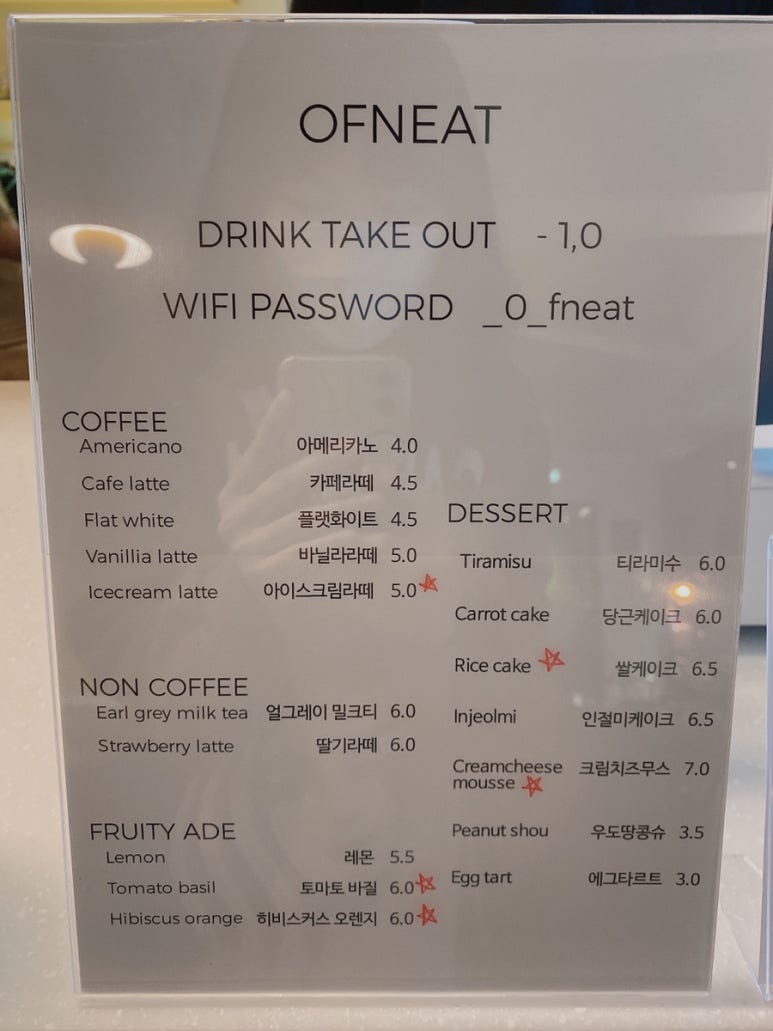 OFNEAT
DRINK TAKE OUT - 1,0
WIFI PASSWORD _0_fneat
COFFEE
Americano 아메리카노 4.0
Cafe latte 카페라떼 4.5
Flat white 플랫화이트 4.5
Vanillia latte 바닐라라떼 5.0
Icecream latte 아이스크림라떼 5.0
NON COFFEE
Earl grey milk tea 얼그레이 밀크티 6.0
Strawberry latte 딸기라떼 6.0
FRUITY ADE
Lemon 레몬 5.5
Tomato basil 토마토 바질 6.0
Hibiscus orange 히비스커스 오렌지 6.0
DESSERT
Tiramisu 티라미수 6.0
Carrot cake 당근케이크 6.0
Rice cake 쌀케이크 6.5
Injeolmi 인절미케이크 6.5
Creamcheese 크림치즈무스 7.0
mousse
Peanut shou 우도땅콩슈 3.5
Egg tart 에그타르트 3.0